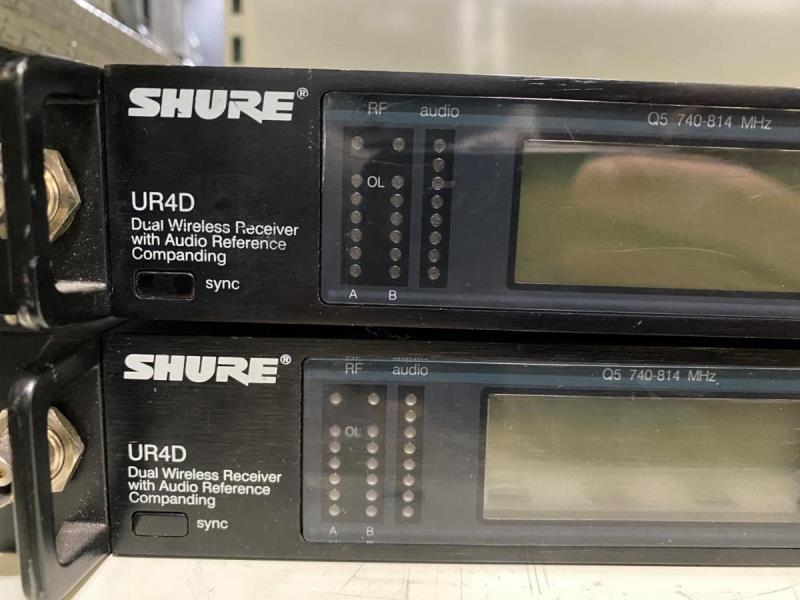 SHURE®
RF audio
Q5 740-814 MHz
OL
UR4D
Dual Wireless Receiver
with Audio Reference
Companding
sync
A B
SHURE®
RF audio
Q5 740-814 MHz
OL
UR4D
Dual Wireless Receiver
with Audio Reference
Companding
sync
A B